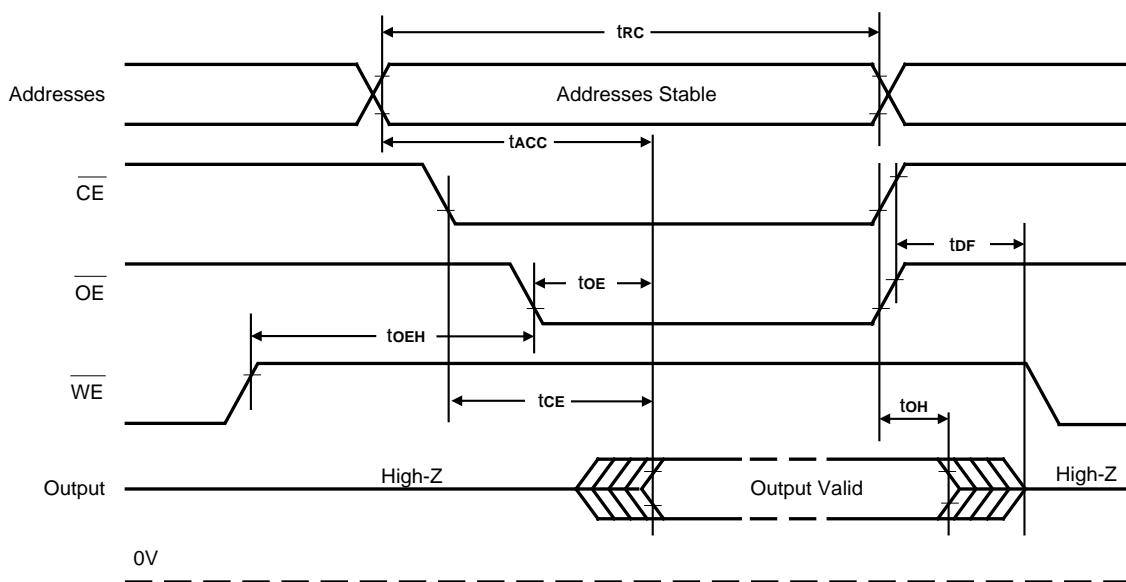 tRC
Addresses
Addresses Stable
tACC
CE
tDF
OE
tOE
tOEH
WE
tCE
tOH
High-Z
High-Z
Output
Output Valid
0V